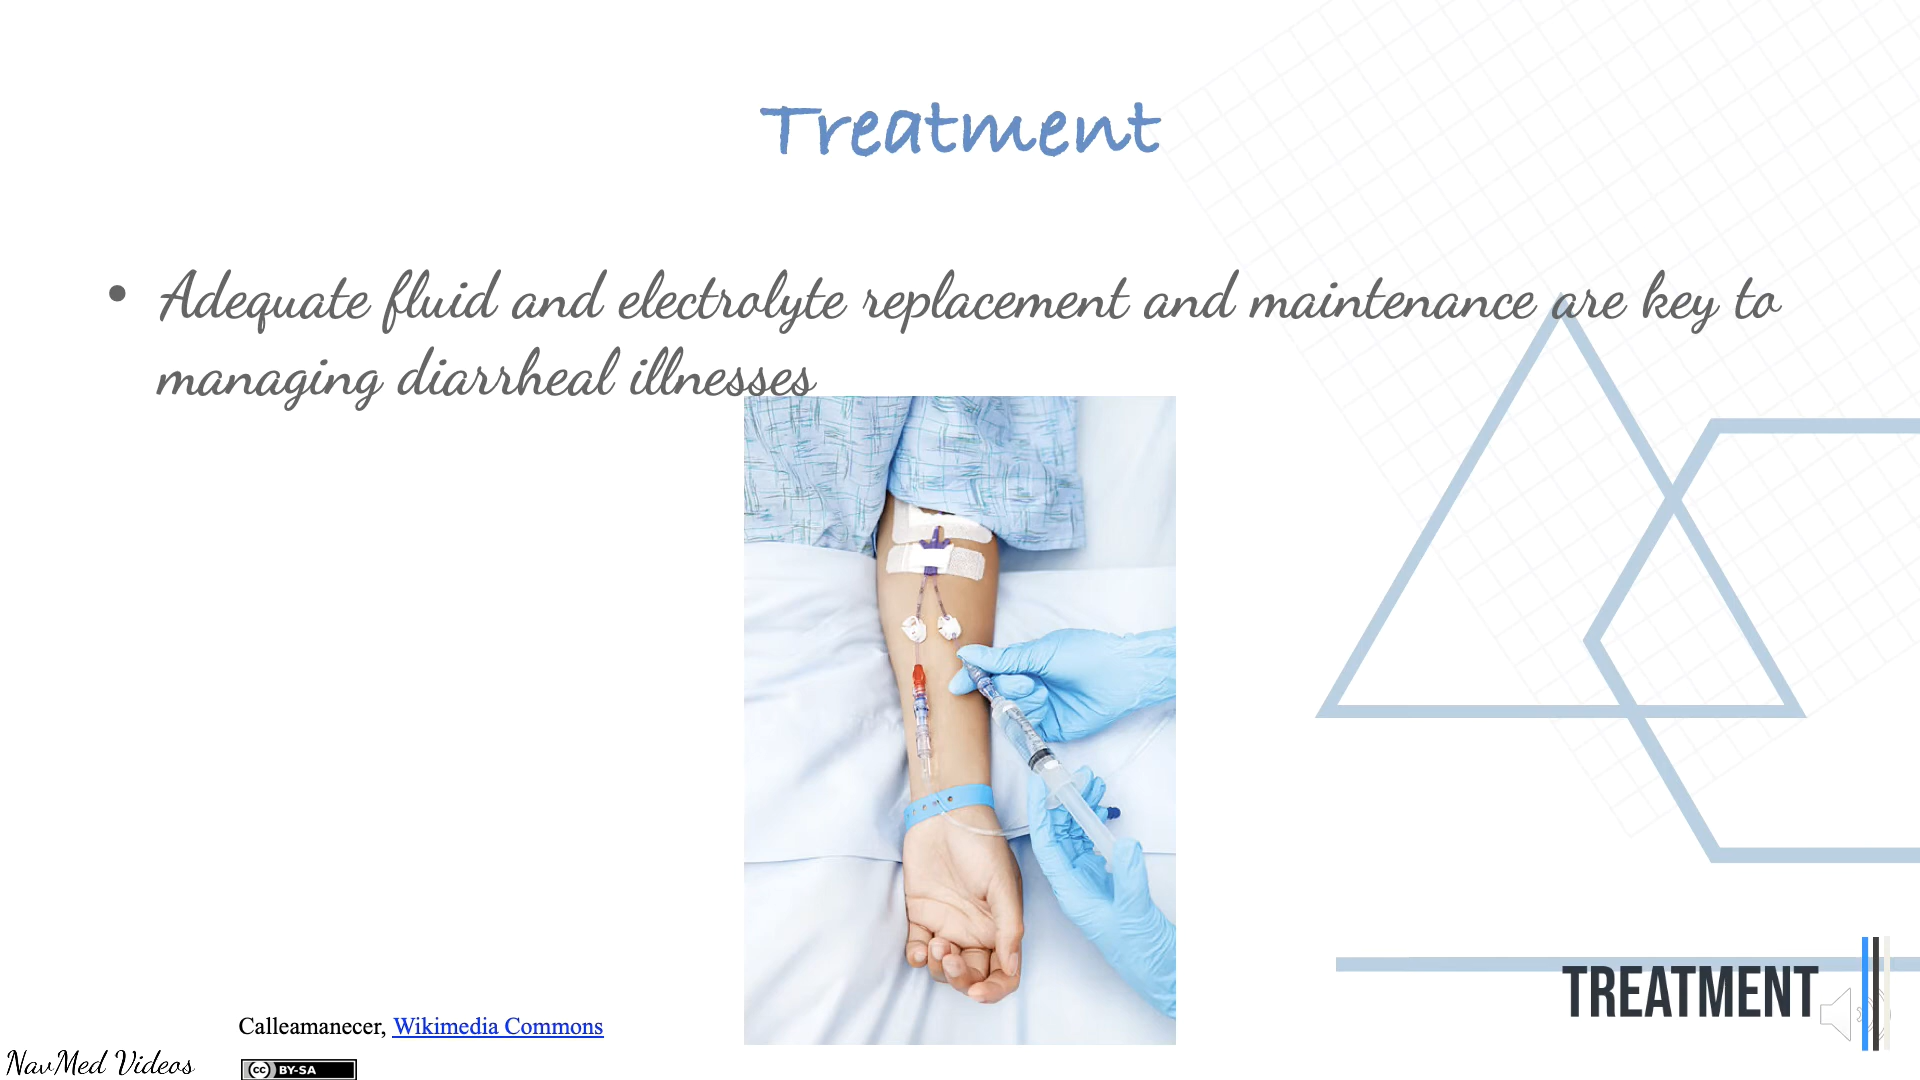 Treatment
• Adequate fluid and electrolyte replacement and maintenance are key to
managing diarrheal illnesses
TREATMENT
Calleamanecer, Wikimedia Commons
NavMed Videos
cc BY-SA